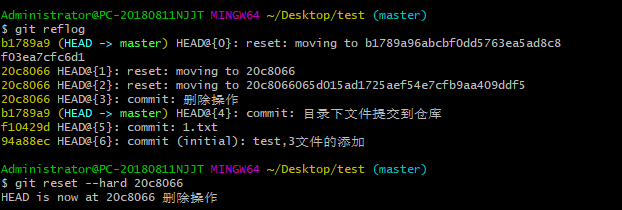 Administrator@PC-20180811NJJT MINGW64 ~/Desktop/test (master)
$ git reflog
b1789a9 (HEAD -> master) HEAD@{0}: reset: moving to b1789a96abcbf0dd5763ea5ad8c8
f03ea7cfc6d1
20c8066 HEAD@{1}: reset: moving to 20c8066
20c8066 HEAD@{2}: reset: moving to 20c8066065d015ad1725aef54e7cfb9aa409ddf5
20c8066 HEAD@{3}: commit: 删除操作
b1789a9 (HEAD -> master) HEAD@{4}: commit: 目录下文件提交到仓库
f10429d HEAD@{5}: commit: 1.txt
94a88ec HEAD@{6}: commit (initial): test,3文件的添加
Administrator@PC-20180811NJJT MINGW64 ~/Desktop/test (master)
$ git reset --hard 20c8066
HEAD is now at 20c8066 删除操作